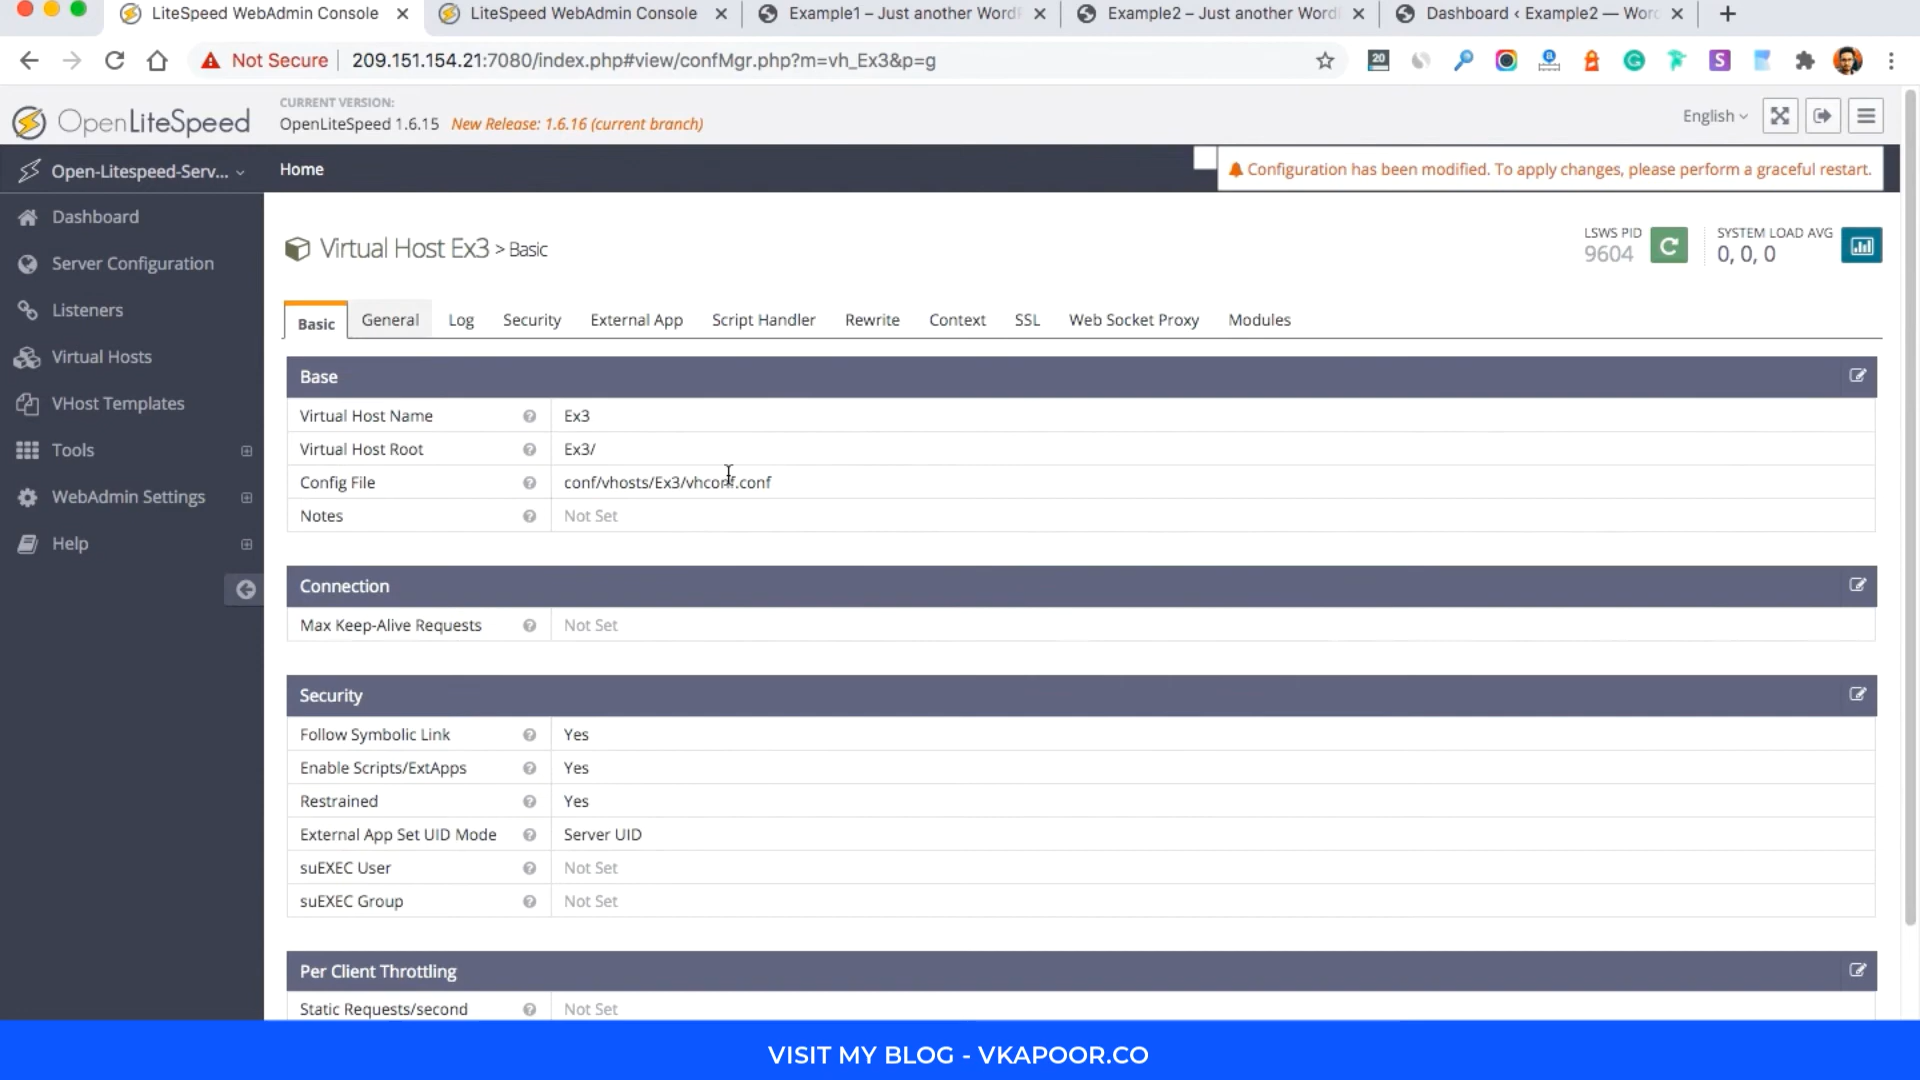 LiteSpeed WebAdmin Console
LiteSpeed WebAdmin Console
Example1 – Just another Word
Example2 – Just another Word
Dashboard ‹ Example2 — Wor
Not Secure
209.151.154.21:7080/index.php#view/confMgr.php?m=vh_Ex3&p=g
20
S
OpenLiteSpeed
CURRENT VERSION:
OpenLiteSpeed 1.6.15 New Release: 1.6.16 (current branch)
English
Open-Litespeed-Serv...
Home
Configuration has been modified. To apply changes, please perform a graceful restart.
Dashboard
Server Configuration
Listeners
Virtual Hosts
VHost Templates
Tools
WebAdmin Settings
Help
Virtual Host Ex3 > Basic
LSWS PID
9604
SYSTEM LOAD AVG
0, 0, 0
Basic General Log Security External App Script Handler Rewrite Context SSL Web Socket Proxy Modules
Base
Virtual Host Name Ex3
Virtual Host Root Ex3/
Config File conf/vhosts/Ex3/vhconf.conf
Notes Not Set
Connection
Max Keep-Alive Requests Not Set
Security
Follow Symbolic Link Yes
Enable Scripts/ExtApps Yes
Restrained Yes
External App Set UID Mode Server UID
suEXEC User Not Set
suEXEC Group Not Set
Per Client Throttling
Static Requests/second Not Set
VISIT MY BLOG - VKAPOOR.CO